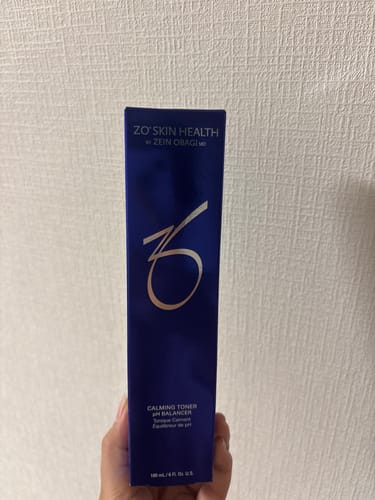 ZO® SKIN HEALTH
BY ZEIN OBAGI MD
ZO
CALMING TONER
pH BALANCER
Tonique Calmant
Équilibreur de pH
180 mL / 6 Fl. Oz. U.S.